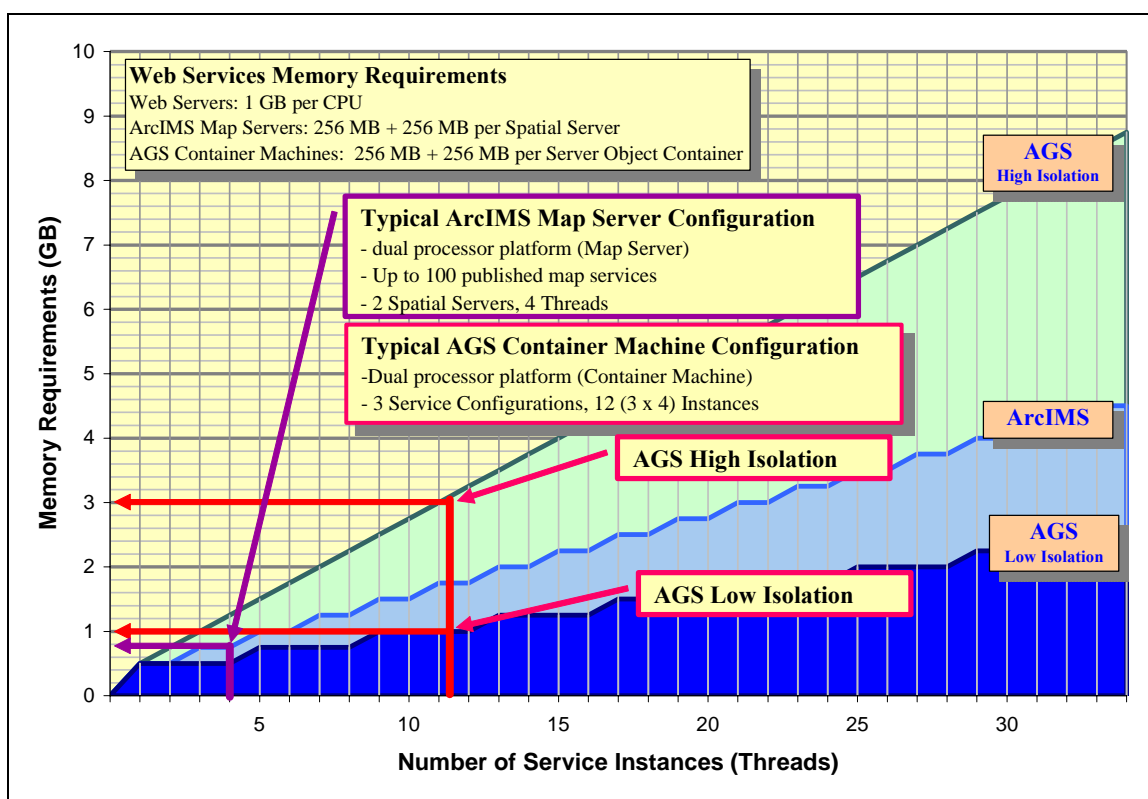 Web Services Memory Requirements
Web Servers: 1 GB per CPU
ArcIMS Map Servers: 256 MB + 256 MB per Spatial Server
AGS Container Machines: 256 MB + 256 MB per Server Object Container
AGS
High Isolation
Typical ArcIMS Map Server Configuration
- dual processor platform (Map Server)
- Up to 100 published map services
- 2 Spatial Servers, 4 Threads
Typical AGS Container Machine Configuration
-Dual processor platform (Container Machine)
- 3 Service Configurations, 12 (3 x 4) Instances
ArcIMS
AGS High Isolation
AGS
Low Isolation
AGS Low Isolation
Memory Requirements (GB)
10
9
8
7
6
5
4
3
2
1
0
5
10
15
20
25
30
Number of Service Instances (Threads)